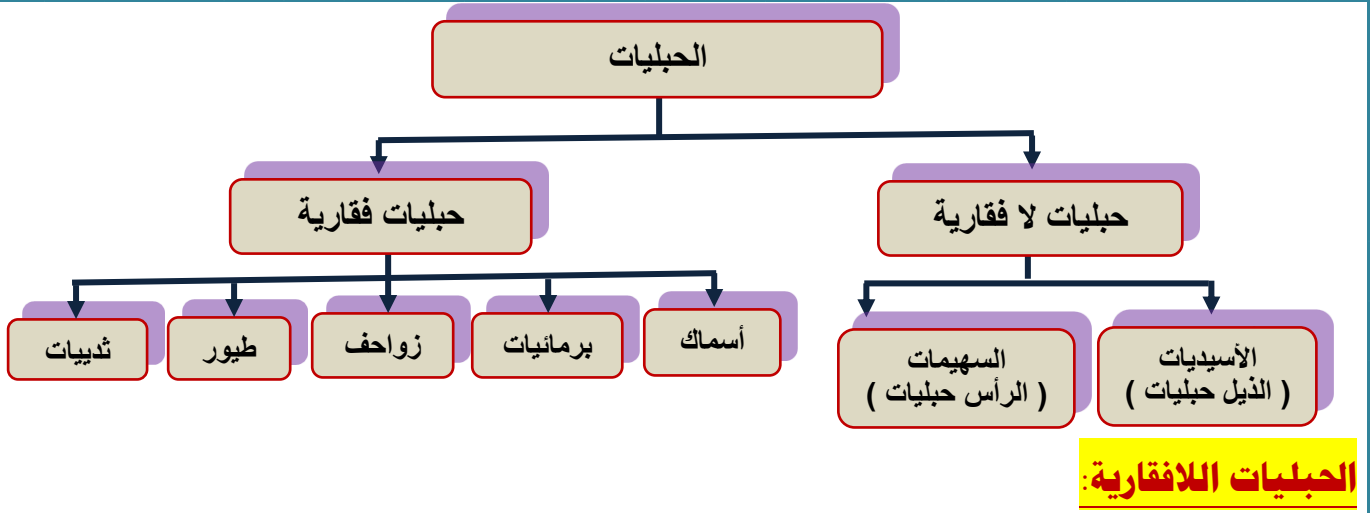 الحبليات
حبليات لا فقارية
حبليات فقارية
الأسيديات
( الذيل حبليات )
السهيمات
( الرأس حبليات )
أسماك
برمائيات
زواحف
طيور
ثدييات
الحبليات اللافقارية: